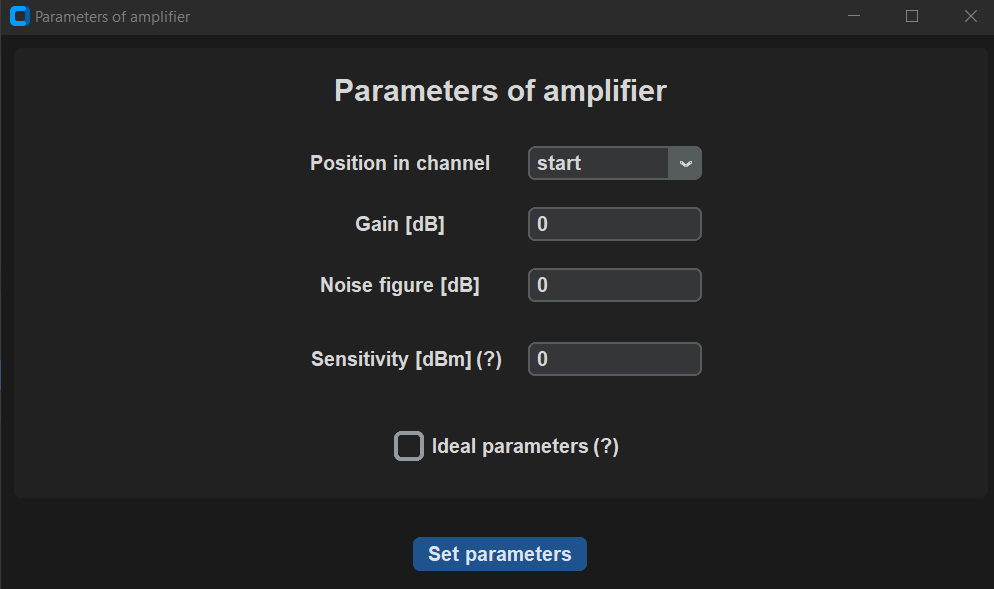 Parameters of amplifier
Parameters of amplifier
Position in channel start
Gain [dB] 0
Noise figure [dB] 0
Sensitivity [dBm] (?) 0
Ideal parameters (?)
Set parameters